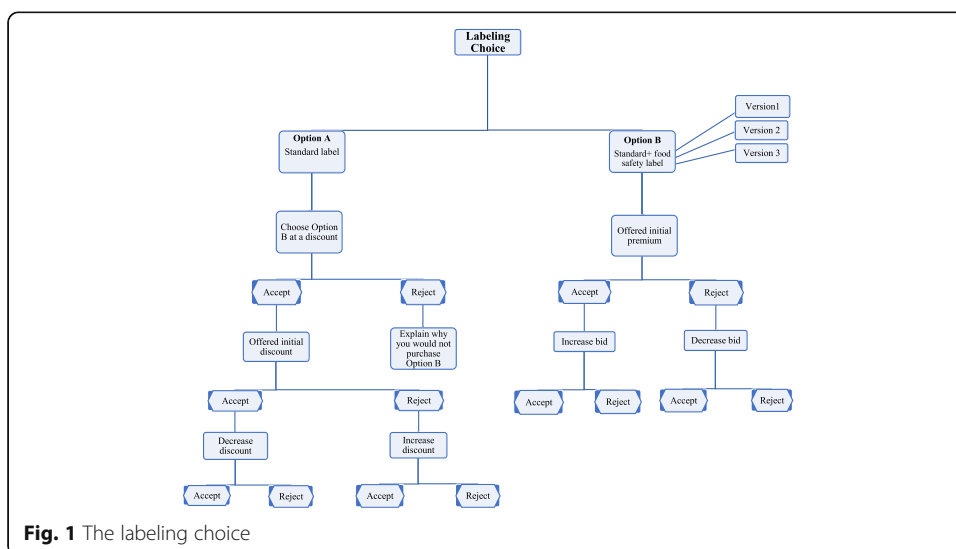 Labeling
Choice
Version1
Version 2
Version 3
Option A
Standard label
Option B
Standard+ food
safety label
Choose Option
B at a discount
Offered initial
premium
Accept
Reject
Accept
Reject
Offered initial
discount
Explain why
you would not
purchase
Option B
Increase bid
Decrease bid
Accept
Reject
Accept
Reject
Accept
Reject
Decrease
discount
Increase
discount
Accept
Reject
Accept
Reject
Fig. 1 The labeling choice